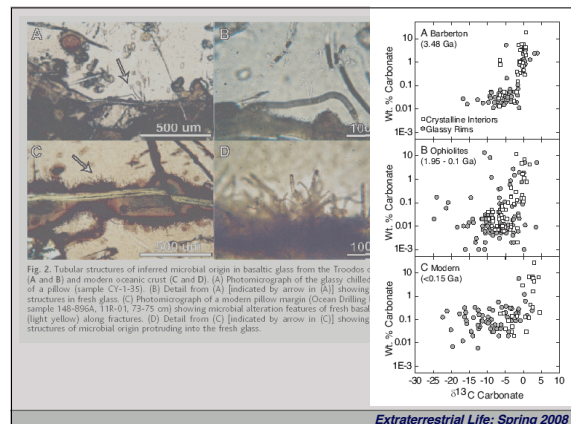 A
B
500 um
100
C
D
500 um
100
Fig. 2. Tubular structures of inferred microbial origin in basaltic glass from the Troodos
(A and B) and modern oceanic crust (C and D). (A) Photomicrograph of the glassy chilled
of a pillow (sample CY-1-35). (B) Detail from (A) [indicated by arrow in (A)] showing
structures in fresh glass. (C) Photomicrograph of a modern pillow margin (Ocean Drilling
sample 148-896A, 11R-01, 73-75 cm) showing microbial alteration features of fresh basal
(light yellow) along fractures. (D) Detail from (C) [indicated by arrow in (C)] showing
structures of microbial origin protruding into the fresh glass.
A Barberton
(3.48 Ga)
Wt. % Carbonate
10
1
0.1
0.01
1E-3
Crystalline Interiors
Glassy Rims
B Ophiolites
(1.95 - 0.1 Ga)
Wt. % Carbonate
10
1
0.1
0.01
1E-3
C Modern
(<0.15 Ga)
Wt. % Carbonate
10
1
0.1
0.01
1E-3
-30 -25 -20 -15 -10 -5 0 5 10
δ13C Carbonate
Extraterrestrial Life: Spring 2008